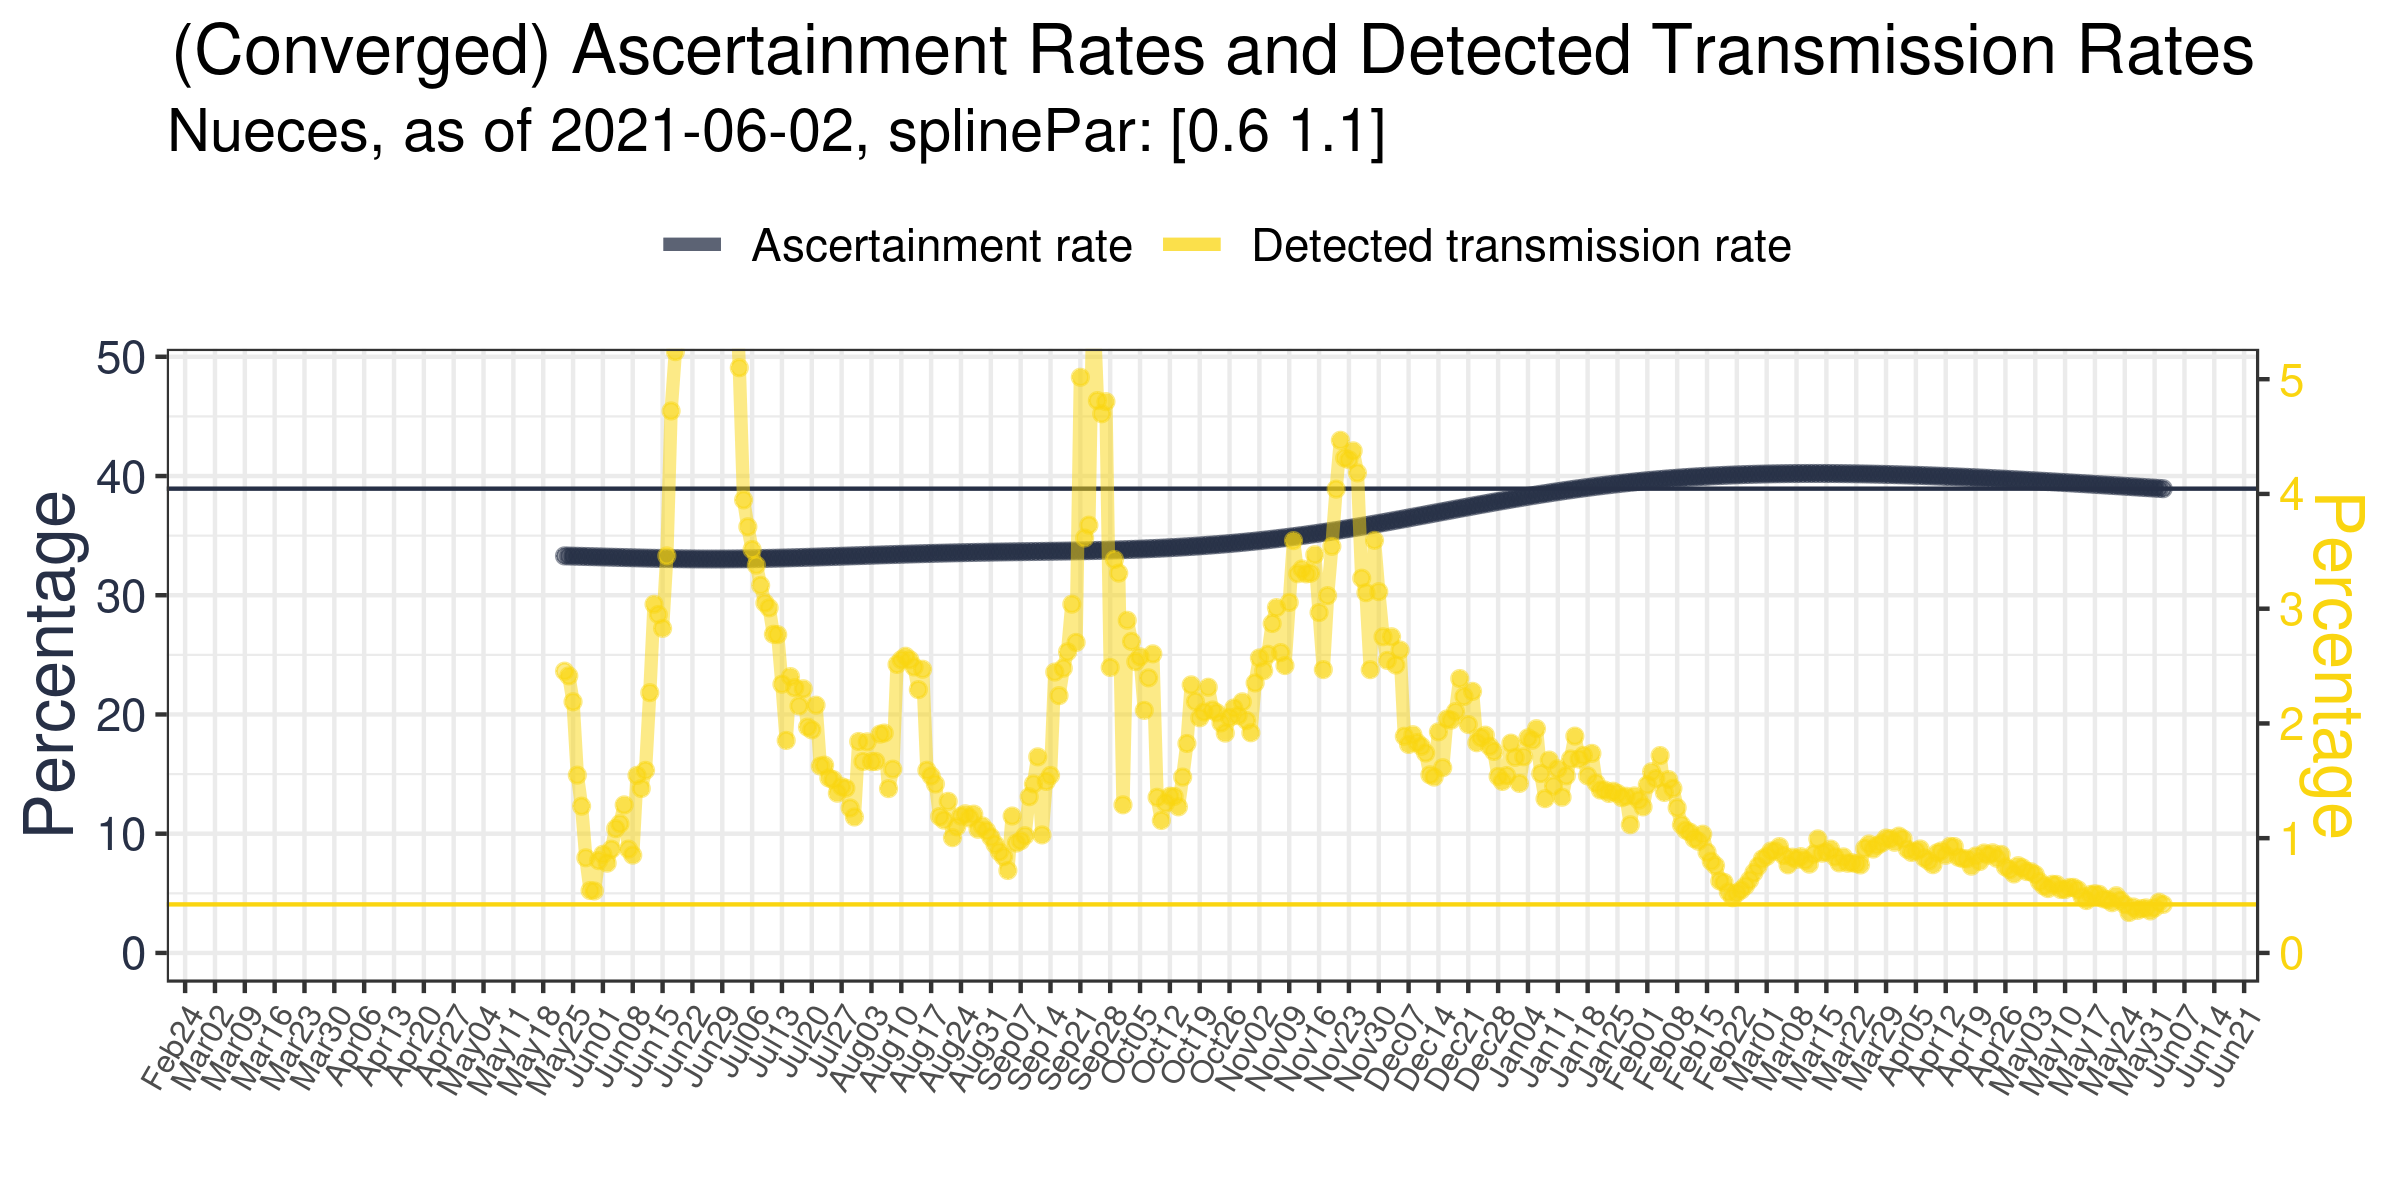 (Converged) Ascertainment Rates and Detected Transmission Rates
Nueces, as of 2021-06-02, splinePar: [0.6 1.1]
Ascertainment rate
Detected transmission rate
Percentage
50
40
30
20
10
0
5
4
3
2
1
0
Percentage
Feb24
Mar02
Mar09
Mar16
Mar23
Mar30
Apr06
Apr13
Apr20
Apr27
May04
May11
May18
May25
Jun01
Jun08
Jun15
Jun22
Jun29
Jul06
Jul13
Jul20
Jul27
Aug03
Aug10
Aug17
Aug24
Aug31
Sep07
Sep14
Sep21
Sep28
Oct05
Oct12
Oct19
Oct26
Nov02
Nov09
Nov16
Nov23
Nov30
Dec07
Dec14
Dec21
Dec28
Jan04
Jan11
Jan18
Jan25
Feb01
Feb08
Feb15
Feb22
Mar01
Mar08
Mar15
Mar22
Mar29
Apr05
Apr12
Apr19
Apr26
May03
May10
May17
May24
May31
Jun07
Jun14
Jun21